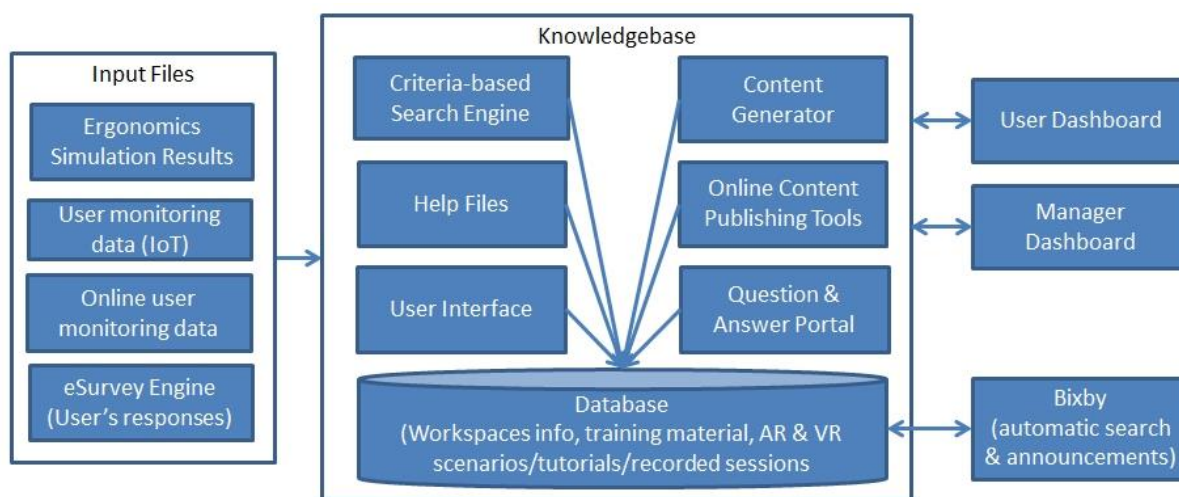 Input Files
Ergonomics
Simulation Results
User monitoring
data (IoT)
Online user
monitoring data
eSurvey Engine
(User's responses)
Knowledgebase
Criteria-based
Search Engine
Help Files
User Interface
Content
Generator
Online Content
Publishing Tools
Question &
Answer Portal
Database
(Workspaces info, training material, AR & VR
scenarios/tutorials/recorded sessions
User Dashboard
Manager
Dashboard
Bixby
(automatic search
& announcements)